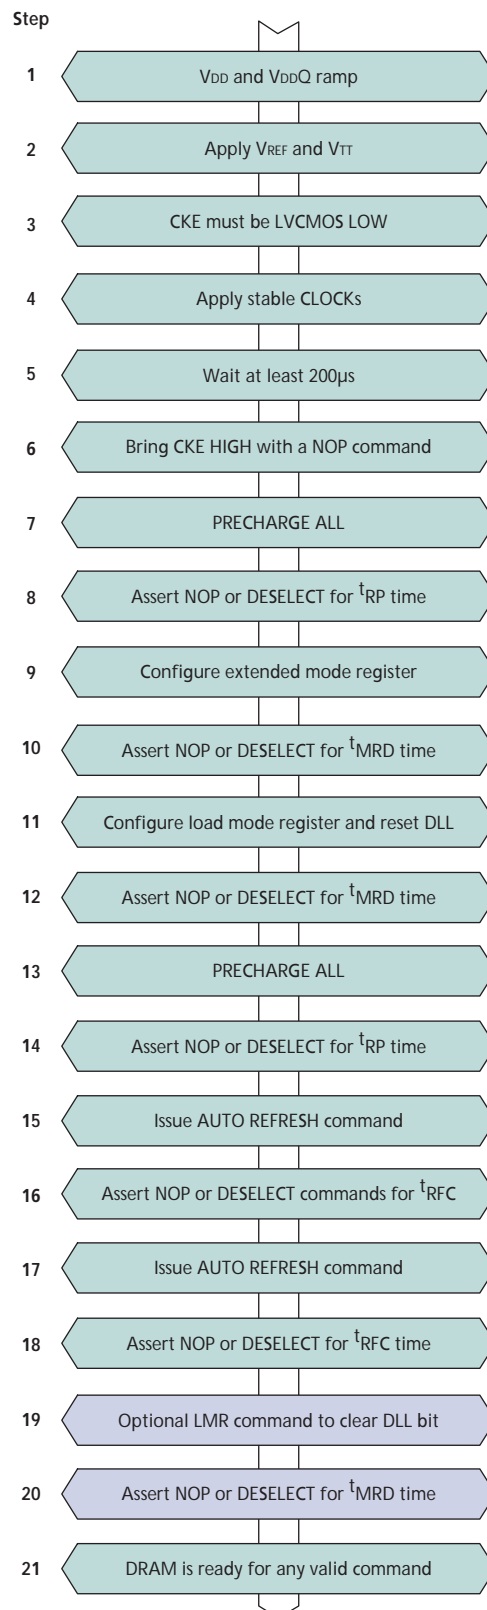 Step
1 VDD and VDDQ ramp
2 Apply VREF and VTT
3 CKE must be LVCMOS LOW
4 Apply stable CLOCKs
5 Wait at least 200µs
6 Bring CKE HIGH with a NOP command
7 PRECHARGE ALL
8 Assert NOP or DESELECT for tRP time
9 Configure extended mode register
10 Assert NOP or DESELECT for tMRD time
11 Configure load mode register and reset DLL
12 Assert NOP or DESELECT for tMRD time
13 PRECHARGE ALL
14 Assert NOP or DESELECT for tRP time
15 Issue AUTO REFRESH command
16 Assert NOP or DESELECT commands for tRFC
17 Issue AUTO REFRESH command
18 Assert NOP or DESELECT for tRFC time
19 Optional LMR command to clear DLL bit
20 Assert NOP or DESELECT for tMRD time
21 DRAM is ready for any valid command